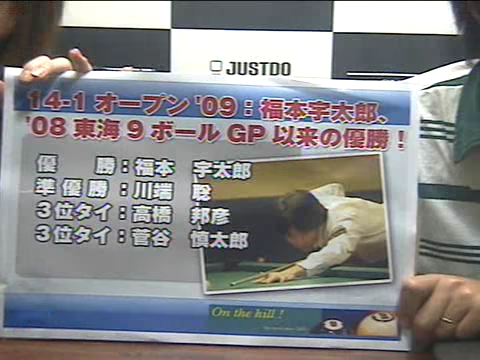 JUSTDO
14-1 オープン '09：福本宇太郎、
'08 東海９ボール GP 以来の優勝！
優　　勝：福本　宇太郎
準優勝：川端　聡
３位タイ：高橋　邦彦
３位タイ：菅谷　慎太郎
On the hill !